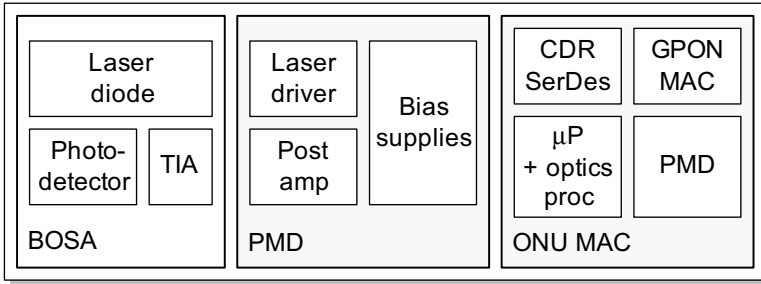 Laser
diode
Photo-
detector
TIA
BOSA
Laser
driver
Post
amp
Bias
supplies
PMD
CDR
SerDes
GPON
MAC
μP
+ optics
proc
PMD
ONU MAC